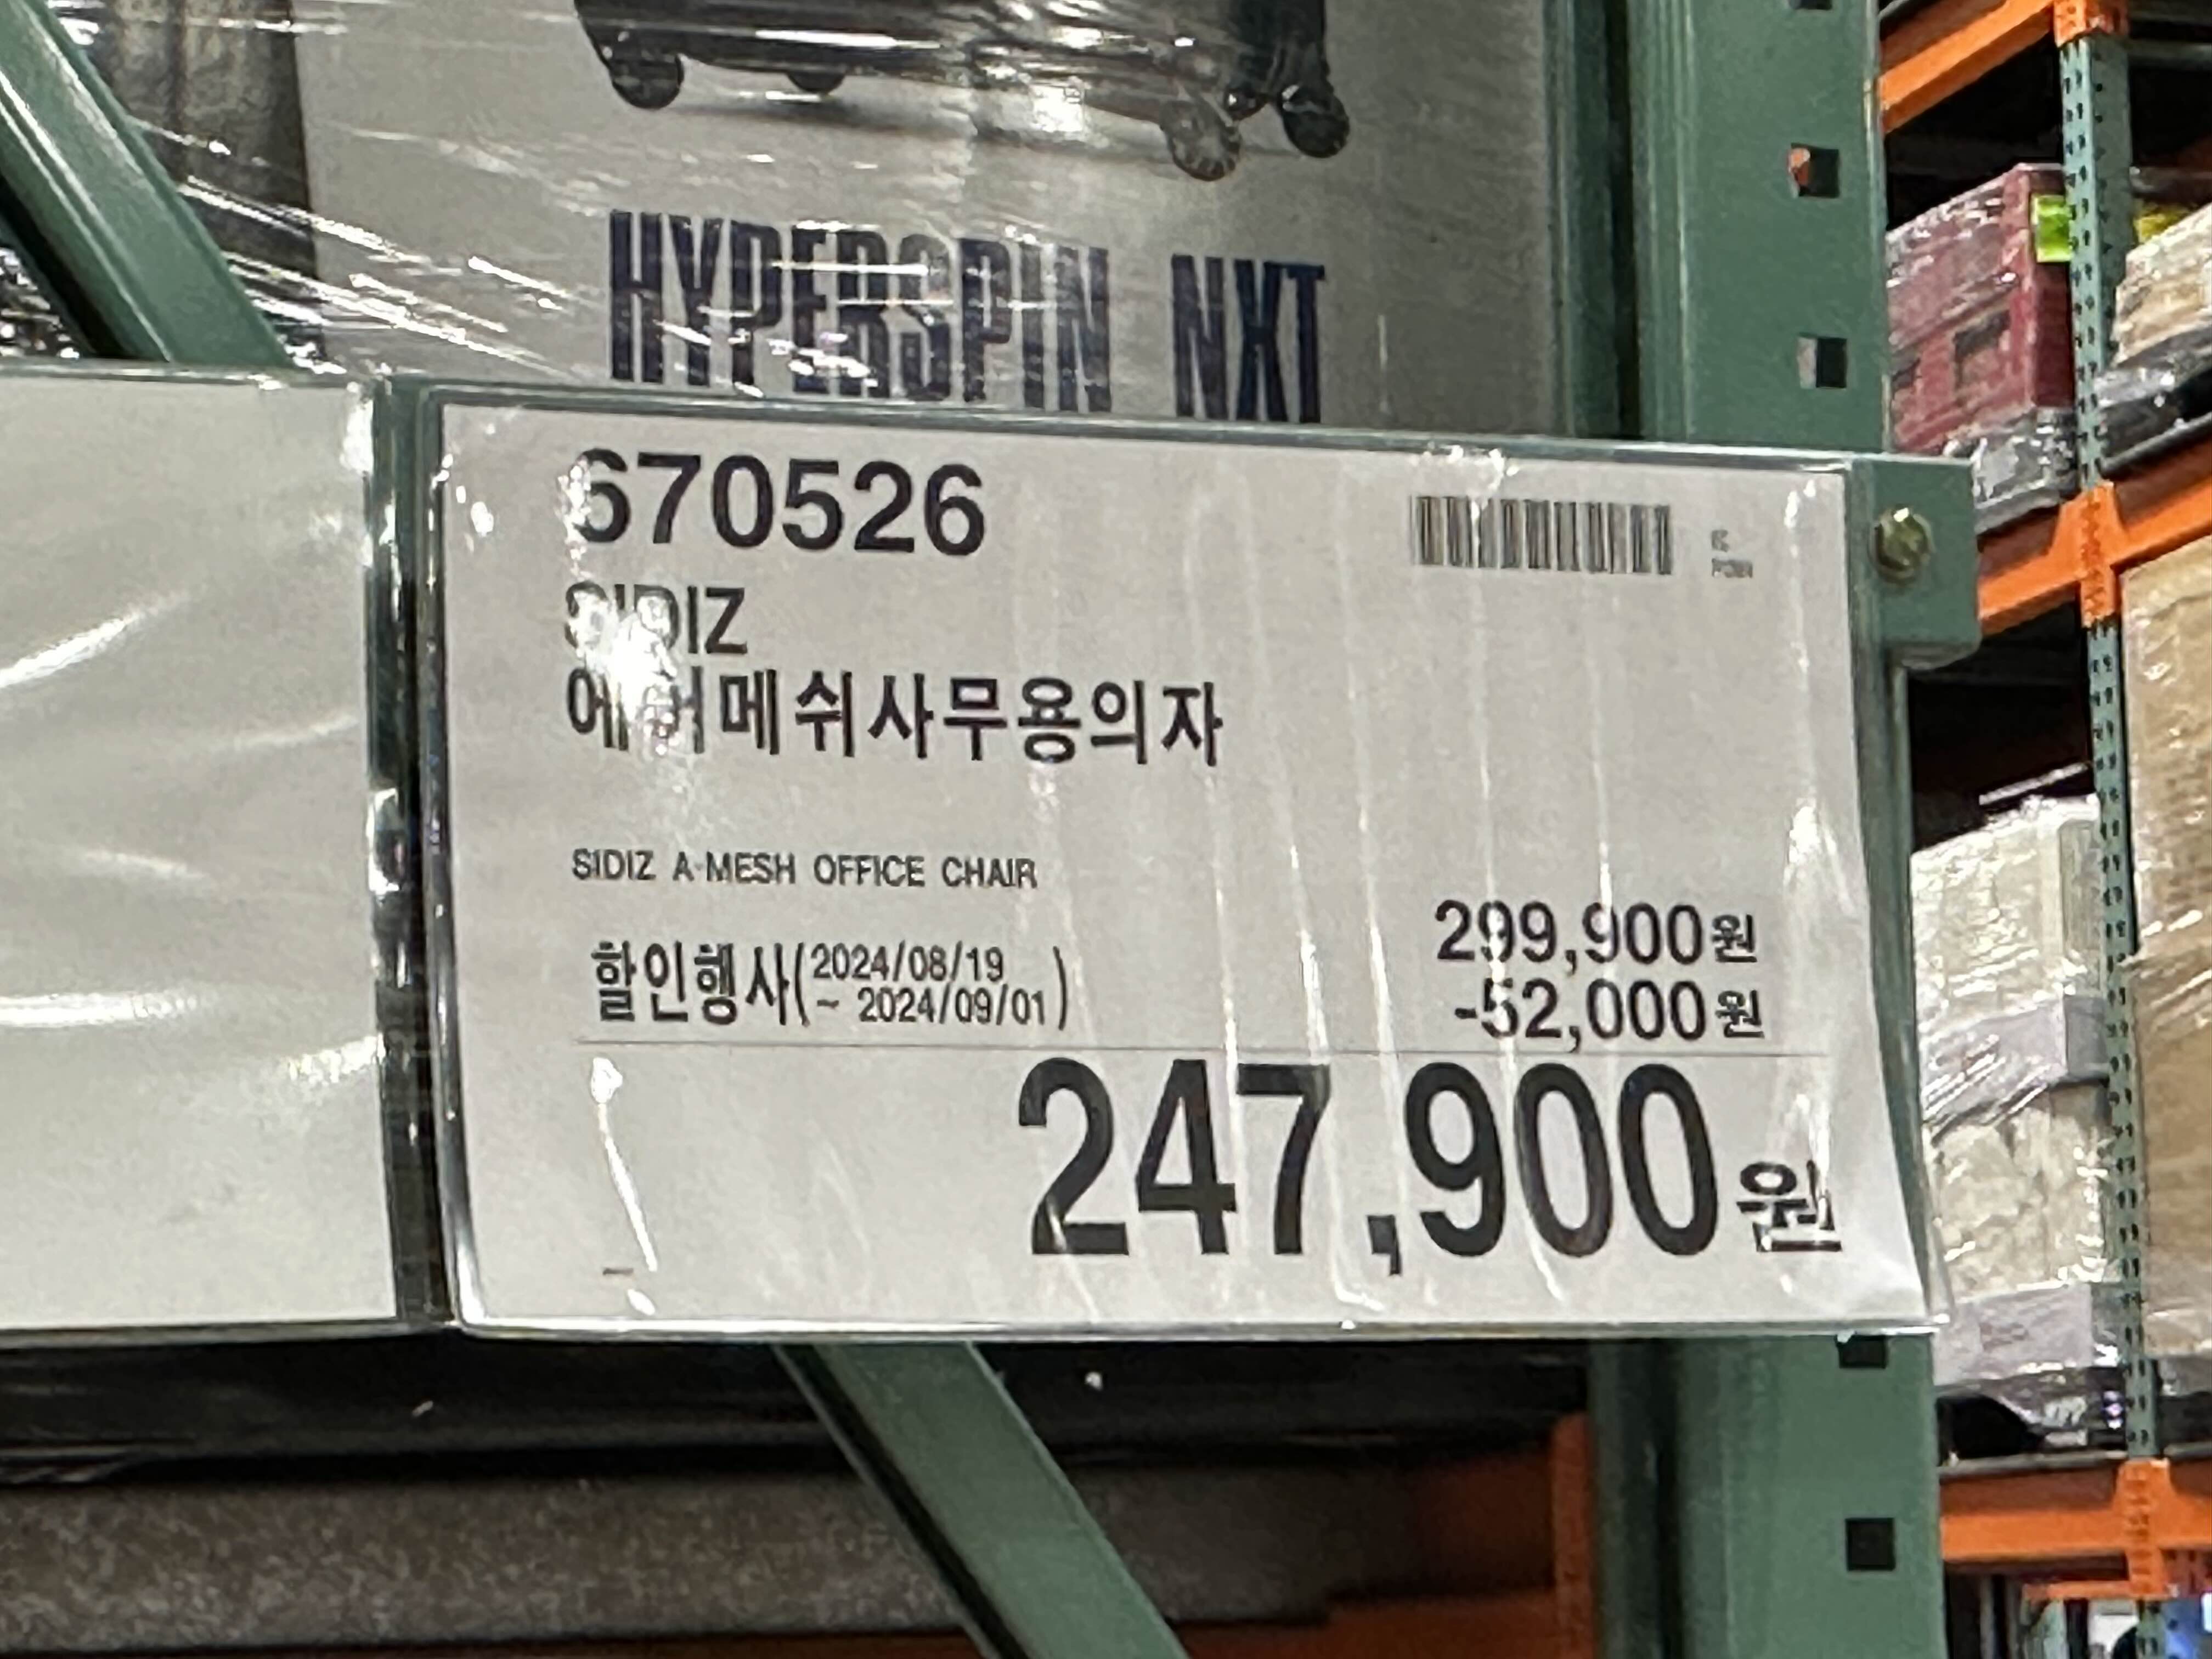 HYPERSPIN NXT
670526
SIDIZ
에어메쉬사무용의자
SIDIZ A-MESH OFFICE CHAIR
299,900원
할인행사(2024/08/19
~ 2024/09/01)
-52,000원
247,900원